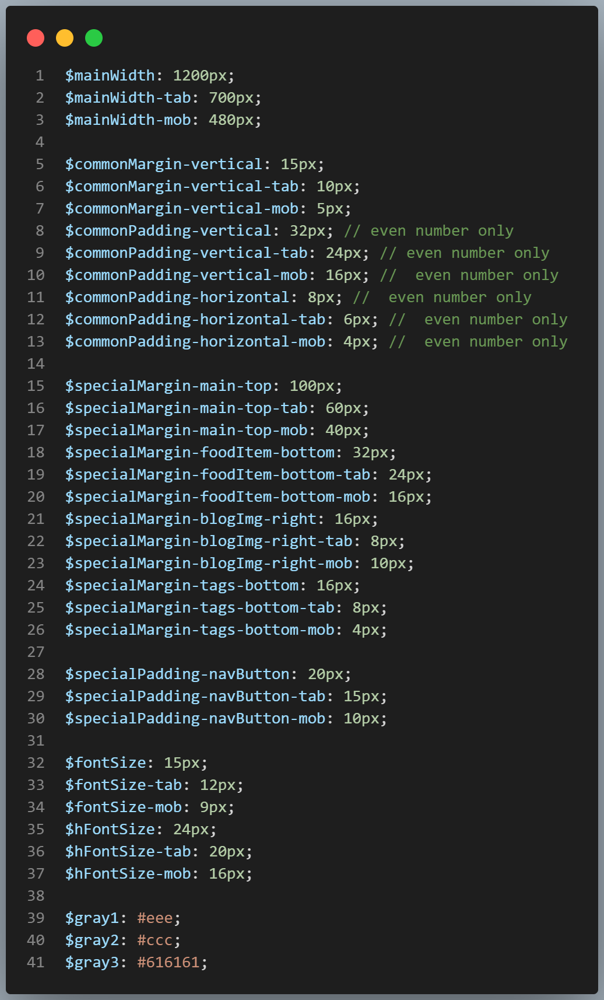 1 $mainWidth: 1200px;
2 $mainWidth-tab: 700px;
3 $mainWidth-mob: 480px;
4
5 $commonMargin-vertical: 15px;
6 $commonMargin-vertical-tab: 10px;
7 $commonMargin-vertical-mob: 5px;
8 $commonPadding-vertical: 32px; // even number only
9 $commonPadding-vertical-tab: 24px; // even number only
10 $commonPadding-vertical-mob: 16px; //  even number only
11 $commonPadding-horizontal: 8px; //  even number only
12 $commonPadding-horizontal-tab: 6px; //  even number only
13 $commonPadding-horizontal-mob: 4px; //  even number only
14
15 $specialMargin-main-top: 100px;
16 $specialMargin-main-top-tab: 60px;
17 $specialMargin-main-top-mob: 40px;
18 $specialMargin-foodItem-bottom: 32px;
19 $specialMargin-foodItem-bottom-tab: 24px;
20 $specialMargin-foodItem-bottom-mob: 16px;
21 $specialMargin-blogImg-right: 16px;
22 $specialMargin-blogImg-right-tab: 8px;
23 $specialMargin-blogImg-right-mob: 10px;
24 $specialMargin-tags-bottom: 16px;
25 $specialMargin-tags-bottom-tab: 8px;
26 $specialMargin-tags-bottom-mob: 4px;
27
28 $specialPadding-navButton: 20px;
29 $specialPadding-navButton-tab: 15px;
30 $specialPadding-navButton-mob: 10px;
31
32 $fontSize: 15px;
33 $fontSize-tab: 12px;
34 $fontSize-mob: 9px;
35 $hFontSize: 24px;
36 $hFontSize-tab: 20px;
37 $hFontSize-mob: 16px;
38
39 $gray1: #eee;
40 $gray2: #ccc;
41 $gray3: #616161;